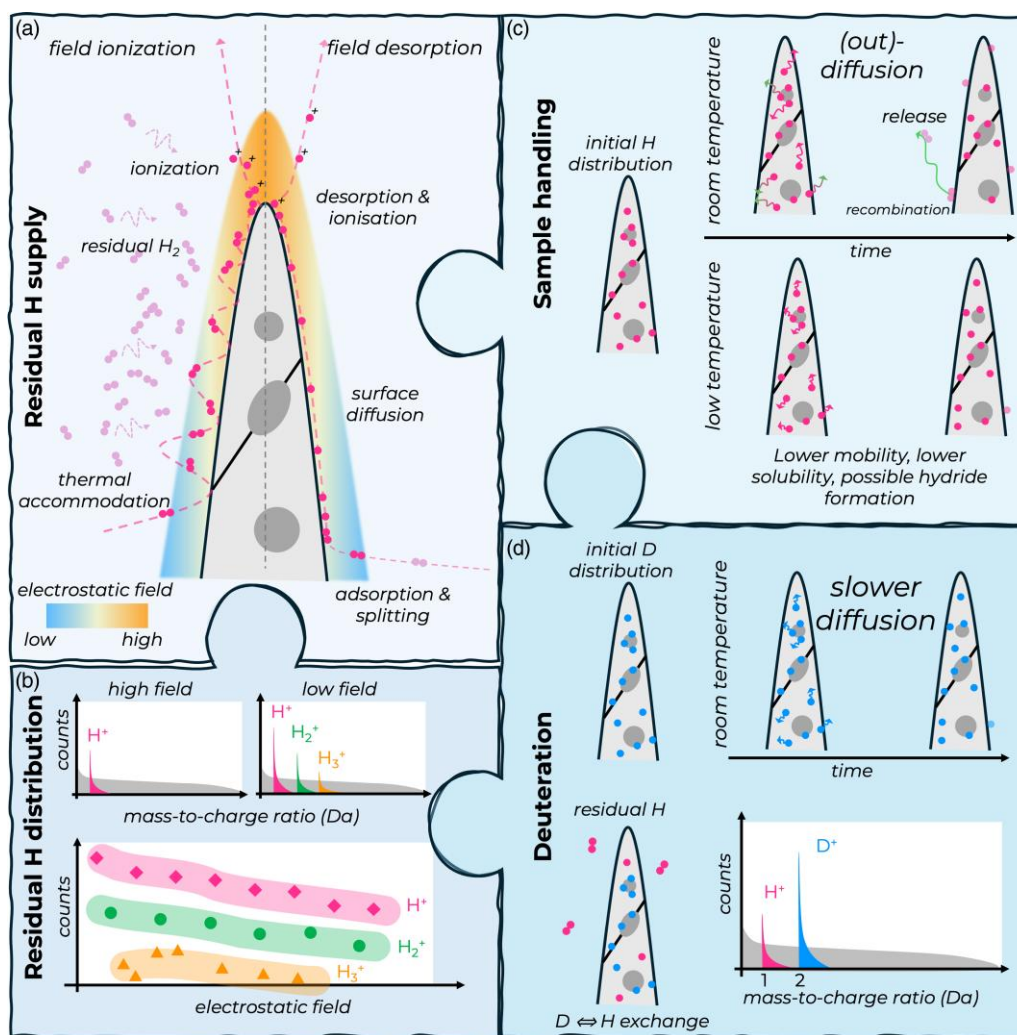 (a)
field ionization
field desorption
ionization
desorption &
ionisation
residual H₂
surface
diffusion
thermal
accommodation
electrostatic field
low
high
adsorption &
splitting
Residual H supply
(b)
high field
low field
counts
H⁺
H⁺
H₂⁺
H₃⁺
mass-to-charge ratio (Da)
counts
H⁺
H₂⁺
H₃⁺
electrostatic field
Residual H distribution
(c)
Sample handling
initial H
distribution
(out)-
diffusion
room temperature
release
recombination
time
low temperature
Lower mobility, lower
solubility, possible hydride
formation
(d)
Deuteration
initial D
distribution
slower
diffusion
room temperature
time
residual H
D ⇔ H exchange
counts
H⁺
D⁺
1
2
mass-to-charge ratio (Da)
+
+
+
+
+